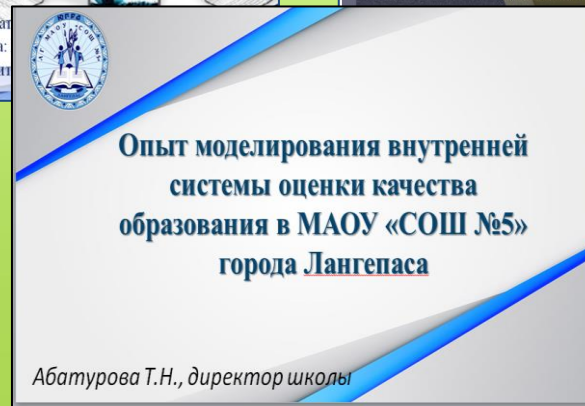 Опыт моделирования внутренней
системы оценки качества
образования в МАОУ «СОШ №5»
города Лангепаса
Абатурова Т.Н., директор школы